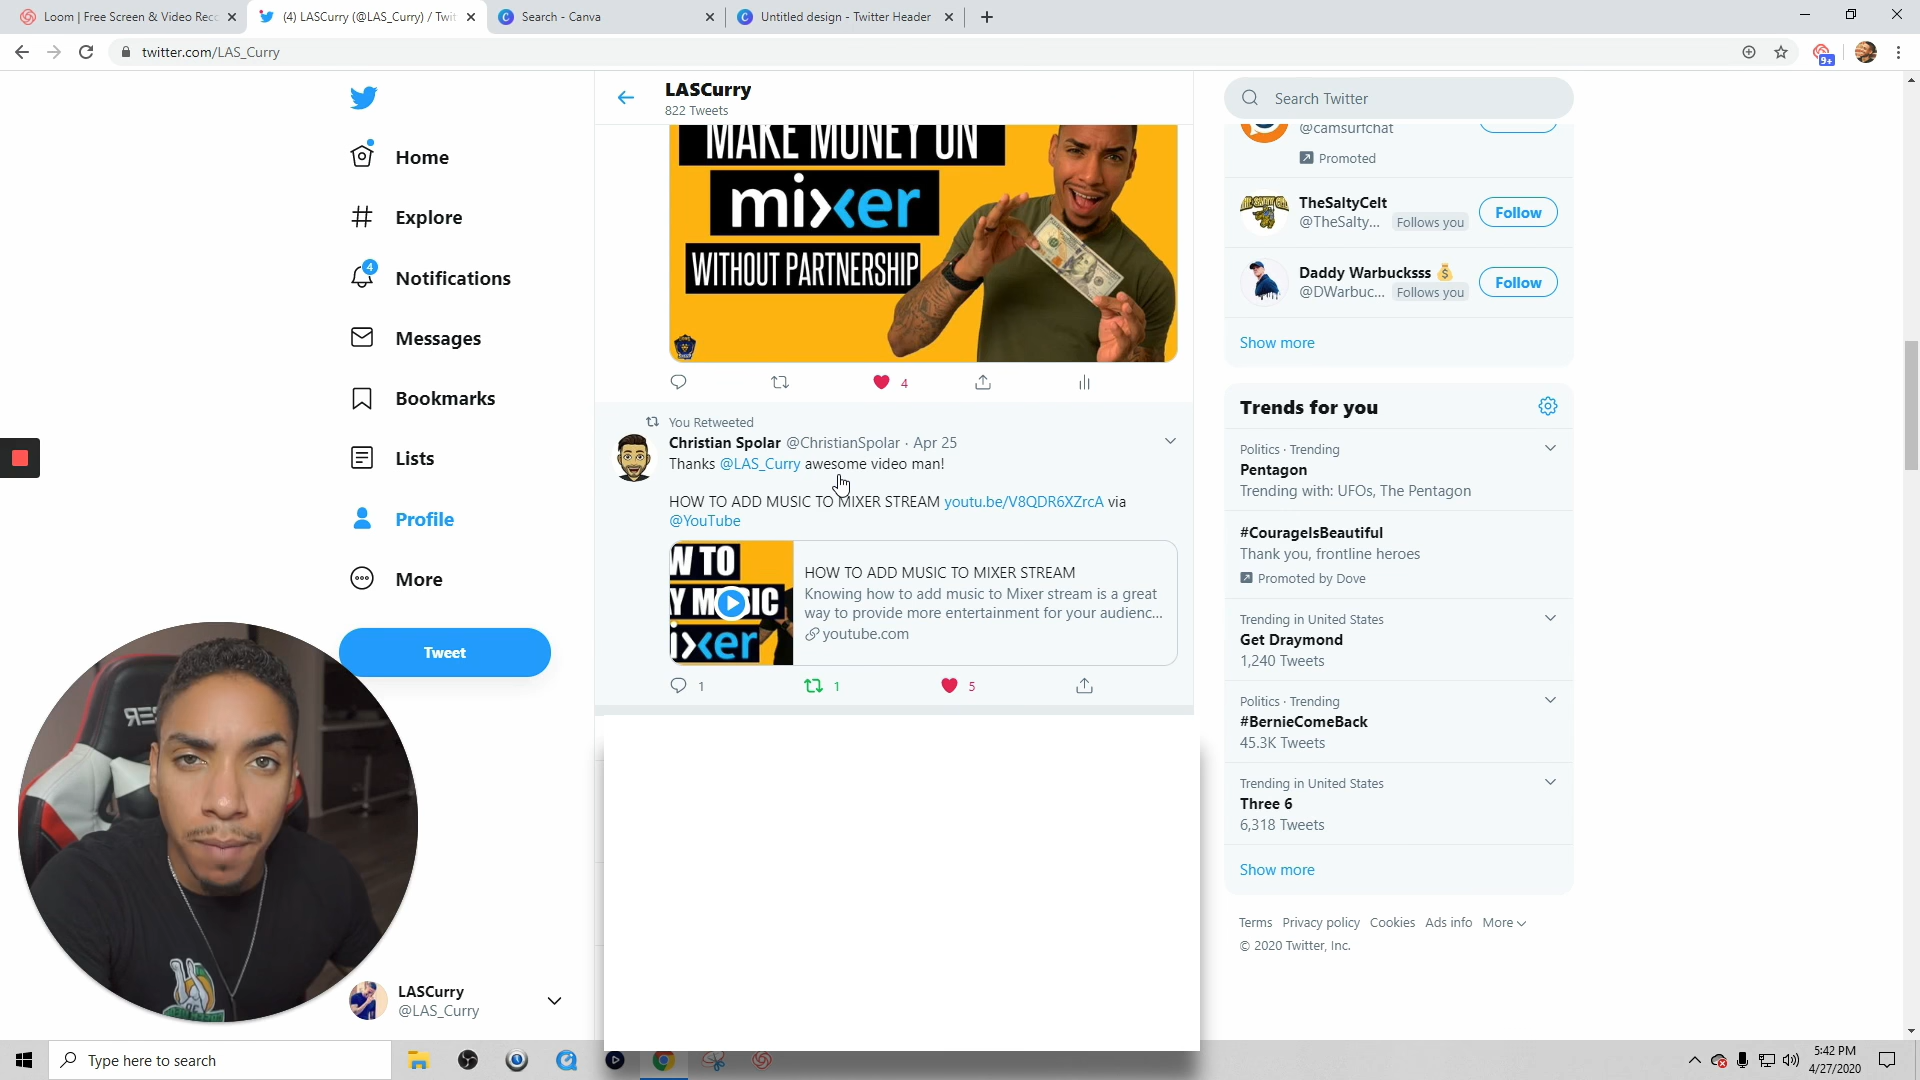 Loom | Free Screen & Video Rec
(4) LASCurry (@LAS_Curry) / Twit
Search - Canva
Untitled design - Twitter Header
twitter.com/LAS_Curry
9+
LASCurry
822 Tweets
Search Twitter
Home
Explore
4
Notifications
Messages
Bookmarks
Lists
Profile
More
Tweet
LASCurry
@LAS_Curry
MAKE MONEY ON
mixer
WITHOUT PARTNERSHIP
4
You Retweeted
Christian Spolar @ChristianSpolar · Apr 25
Thanks @LAS_Curry awesome video man!
HOW TO ADD MUSIC TO MIXER STREAM youtu.be/V8QDR6XZrcA via
@YouTube
W TO
Y MUSIC
ixer
HOW TO ADD MUSIC TO MIXER STREAM
Knowing how to add music to Mixer stream is a great
way to provide more entertainment for your audienc...
youtube.com
1
1
5
@camsurfchat
Promoted
TheSaltyCelt
@TheSalty... Follows you
Follow
Daddy Warbucksss
@DWarbuc... Follows you
Follow
Show more
Trends for you
Politics · Trending
Pentagon
Trending with: UFOs, The Pentagon
#CourageIsBeautiful
Thank you, frontline heroes
Promoted by Dove
Trending in United States
Get Draymond
1,240 Tweets
Politics · Trending
#BernieComeBack
45.3K Tweets
Trending in United States
Three 6
6,318 Tweets
Show more
Terms Privacy policy Cookies Ads info More
© 2020 Twitter, Inc.
Type here to search
5:42 PM
4/27/2020